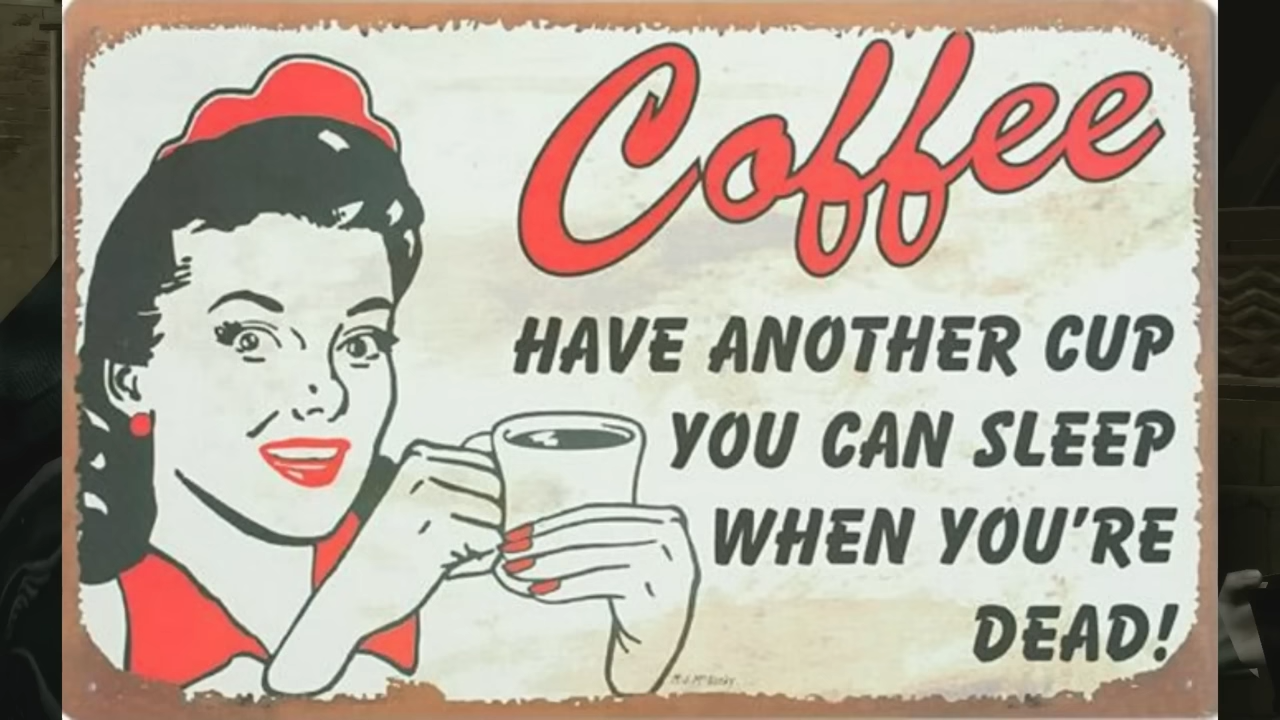 Coffee
HAVE ANOTHER CUP
YOU CAN SLEEP
WHEN YOU'RE
DEAD!